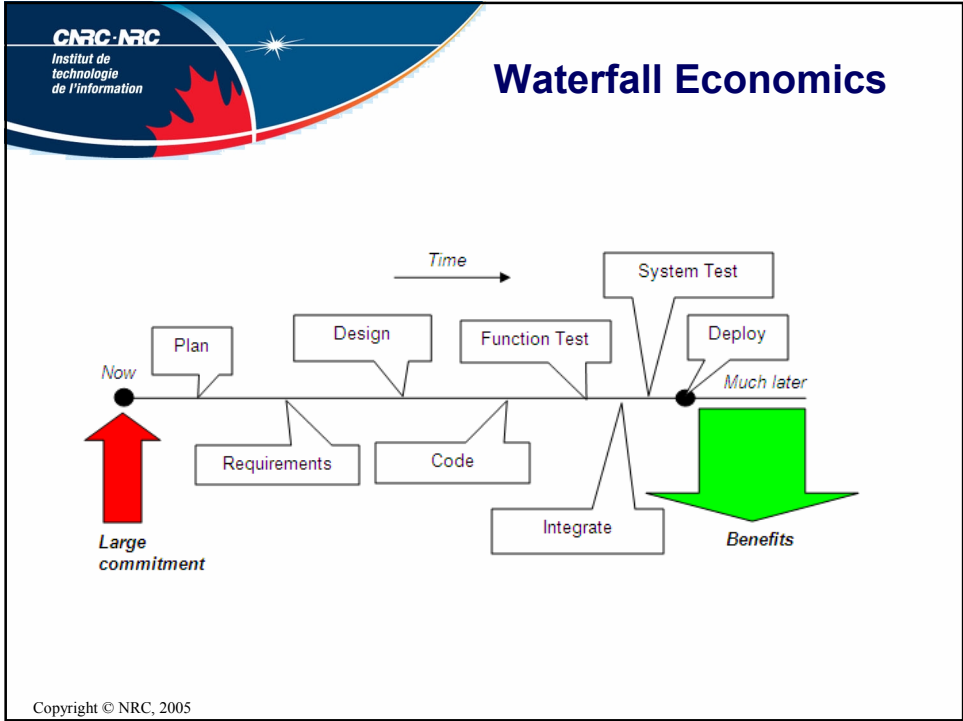 CNRC·NRC
Institut de
technologie
de l'information
Waterfall Economics
Time
System Test
Plan
Design
Function Test
Deploy
Now
Much later
Requirements
Code
Integrate
Large
commitment
Benefits
Copyright © NRC, 2005